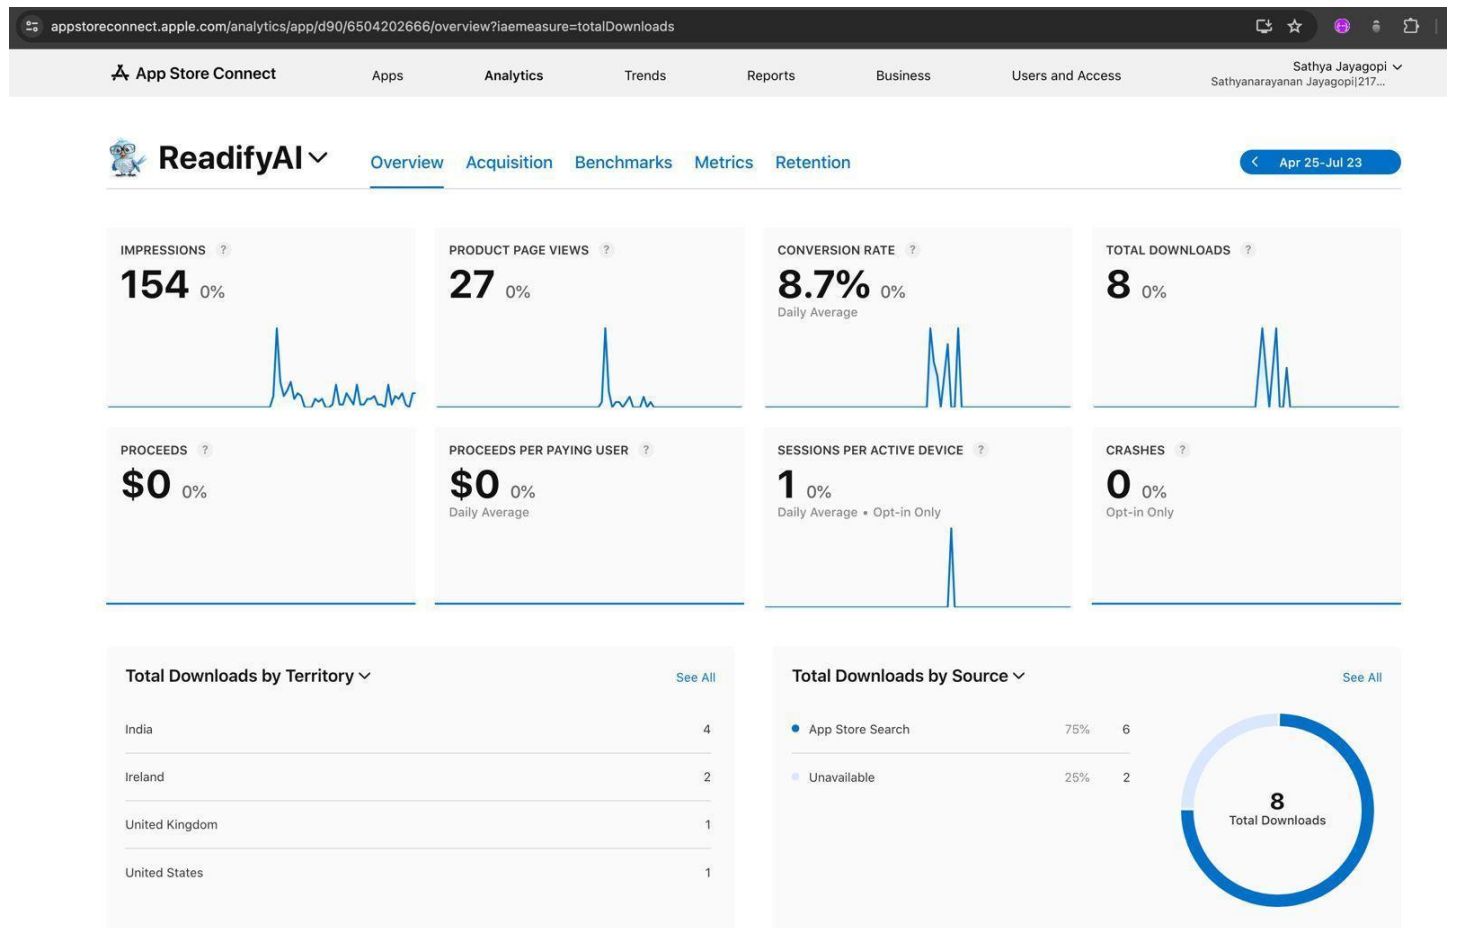 appstoreconnect.apple.com/analytics/app/d90/6504202666/overview?iaemeasure=totalDownloads
App Store Connect
Apps
Analytics
Trends
Reports
Business
Users and Access
Sathya Jayagopi
Sathyanarayanan Jayagopi|217...
ReadifyAI
Overview
Acquisition
Benchmarks
Metrics
Retention
Apr 25-Jul 23
IMPRESSIONS ?
154 0%
PRODUCT PAGE VIEWS ?
27 0%
CONVERSION RATE ?
8.7% 0%
Daily Average
TOTAL DOWNLOADS ?
8 0%
PROCEEDS ?
$0 0%
PROCEEDS PER PAYING USER ?
$0 0%
Daily Average
SESSIONS PER ACTIVE DEVICE ?
1 0%
Daily Average • Opt-in Only
CRASHES ?
0 0%
Opt-in Only
Total Downloads by Territory
See All
India 4
Ireland 2
United Kingdom 1
United States 1
Total Downloads by Source
See All
App Store Search 75% 6
Unavailable 25% 2
8
Total Downloads